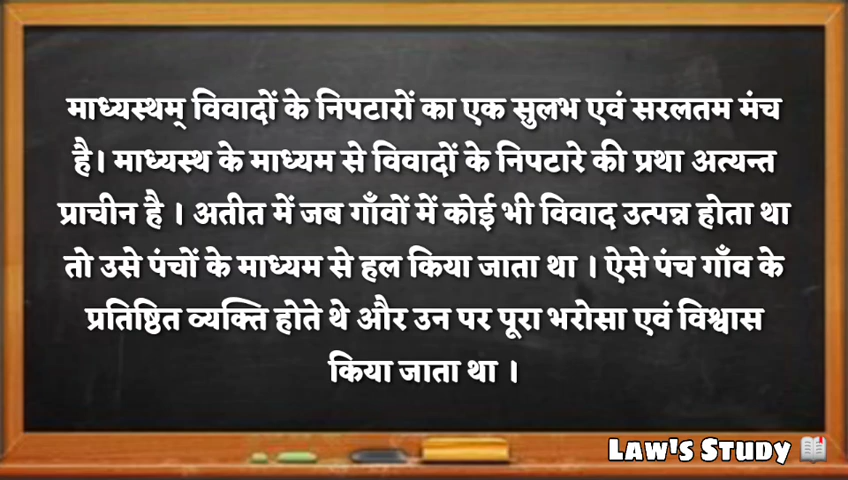 माध्यस्थम् विवादों के निपटारों का एक सुलभ एवं सरलतम मंच
है। माध्यस्थ के माध्यम से विवादों के निपटारे की प्रथा अत्यन्त
प्राचीन है । अतीत में जब गाँवों में कोई भी विवाद उत्पन्न होता था
तो उसे पंचों के माध्यम से हल किया जाता था । ऐसे पंच गाँव के
प्रतिष्ठित व्यक्ति होते थे और उन पर पूरा भरोसा एवं विश्वास
किया जाता था ।
LAW'S STUDY